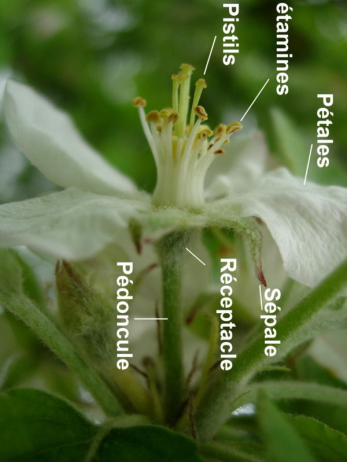 Pistils
étamines
Pétales
Pédoncule
Réceptacle
Sépale